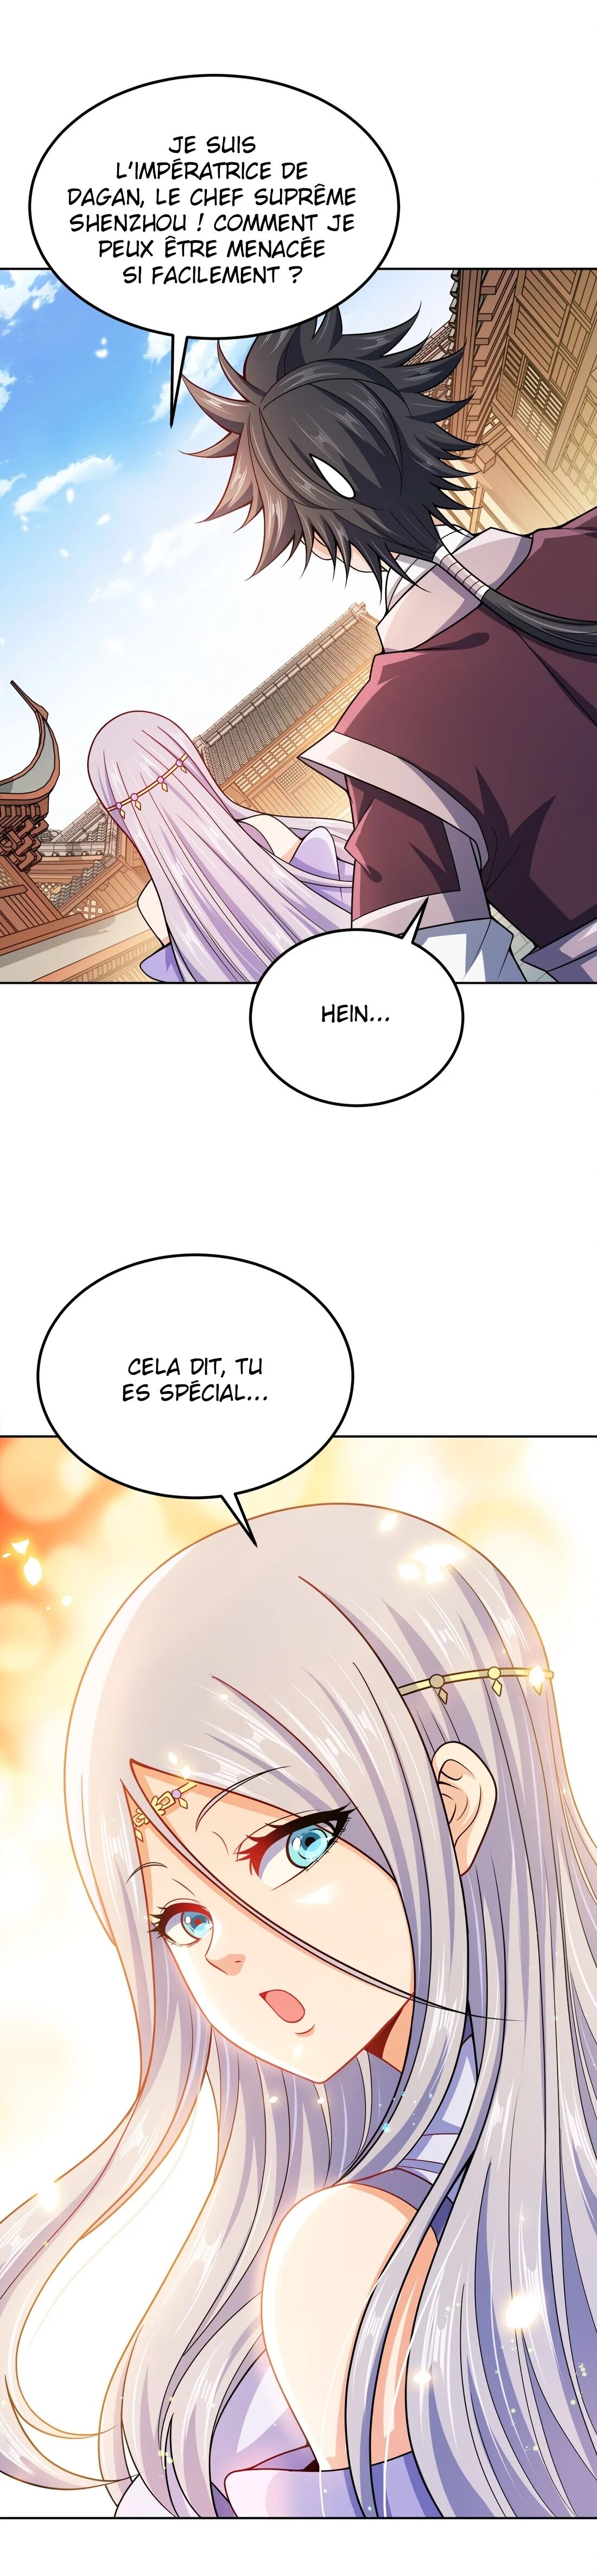 JE SUIS
L'IMPÉRATRICE DE
DAGAN, LE CHEF SUPRÊME
SHENZHOU ! COMMENT JE
PEUX ÊTRE MENACÉE
SI FACILEMENT ?
HEIN...
CELA DIT, TU
ES SPÉCIAL...